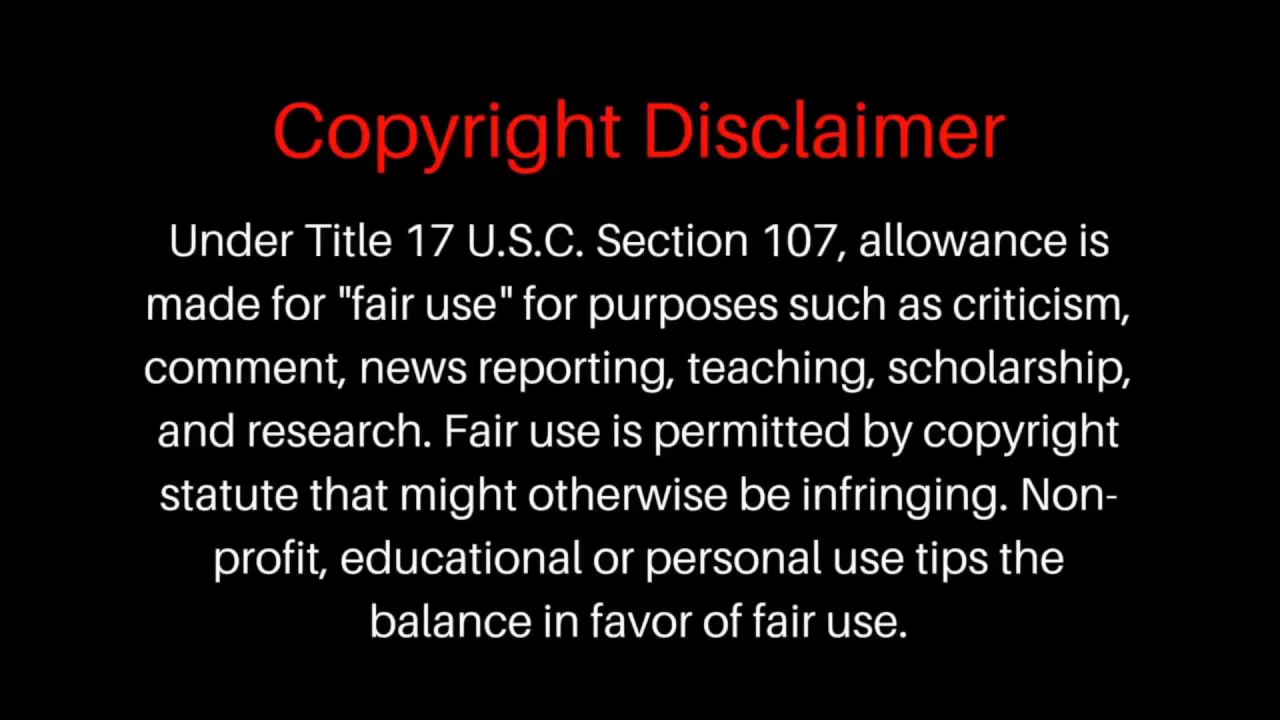 Copyright Disclaimer
Under Title 17 U.S.C. Section 107, allowance is
made for "fair use" for purposes such as criticism,
comment, news reporting, teaching, scholarship,
and research. Fair use is permitted by copyright
statute that might otherwise be infringing. Non-
profit, educational or personal use tips the
balance in favor of fair use.